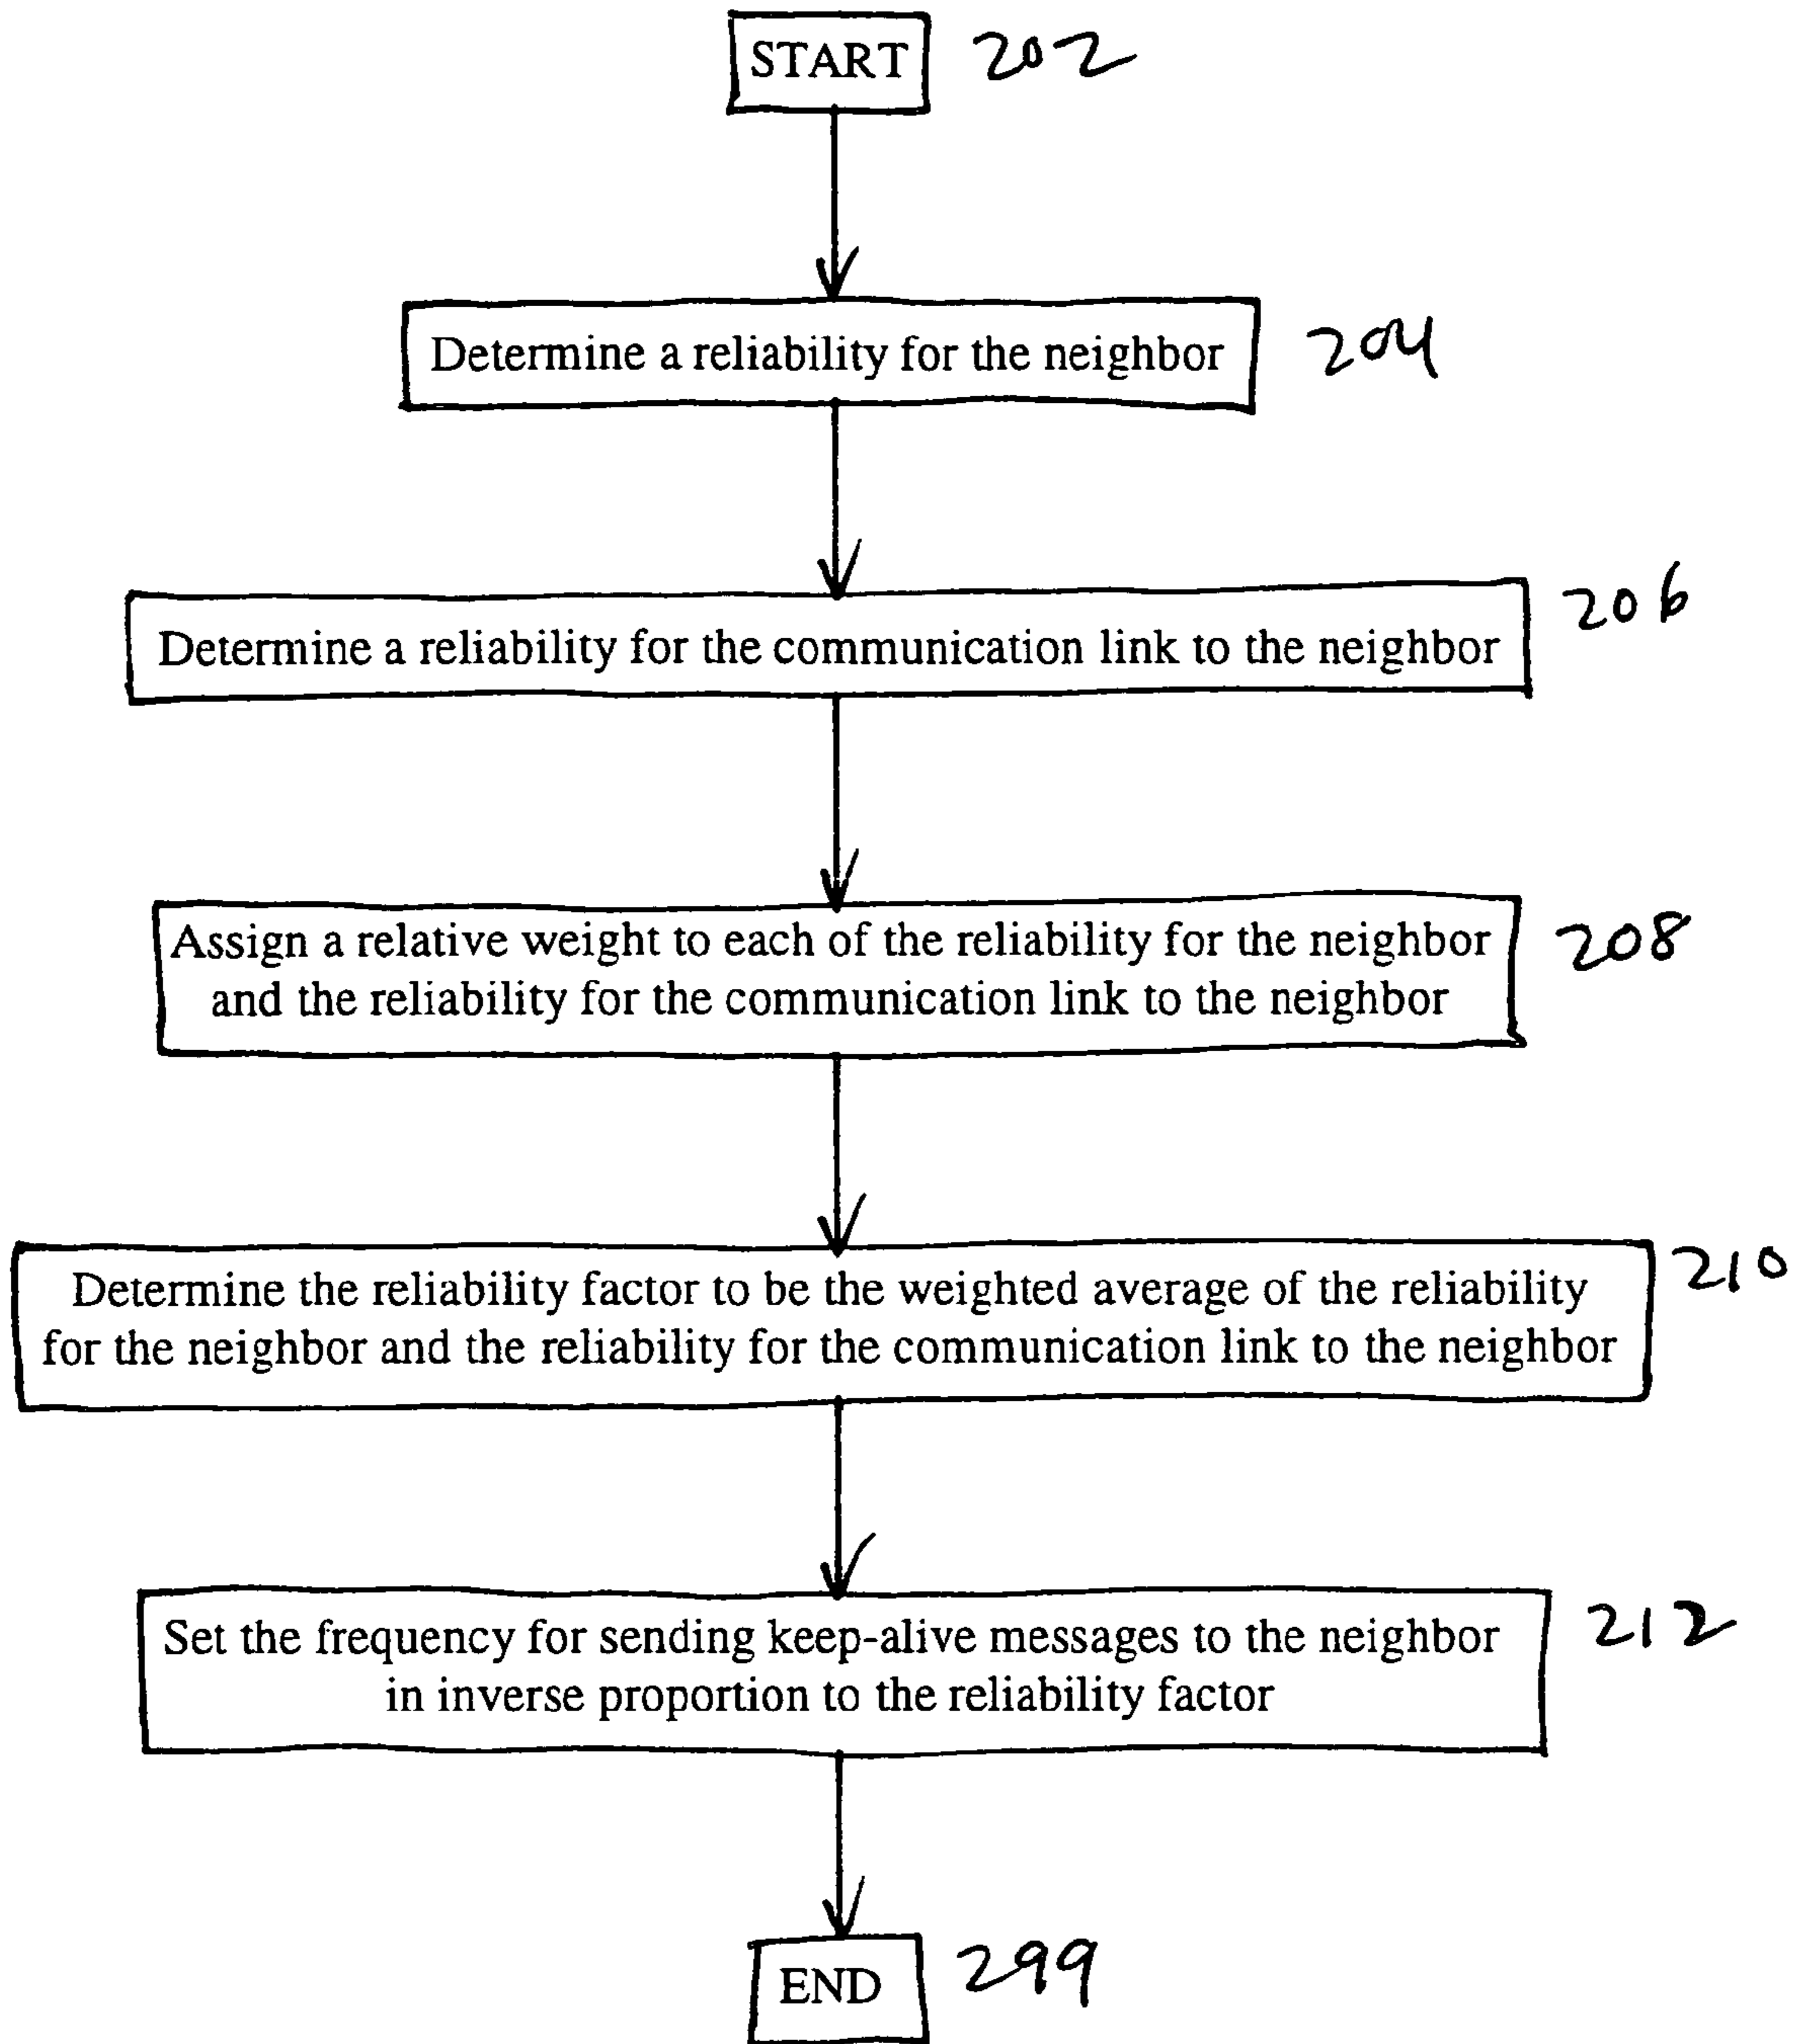 START 202
Determine a reliability for the neighbor 204
Determine a reliability for the communication link to the neighbor 206
Assign a relative weight to each of the reliability for the neighbor 208
and the reliability for the communication link to the neighbor
Determine the reliability factor to be the weighted average of the reliability 210
for the neighbor and the reliability for the communication link to the neighbor
Set the frequency for sending keep-alive messages to the neighbor 212
in inverse proportion to the reliability factor
END 299